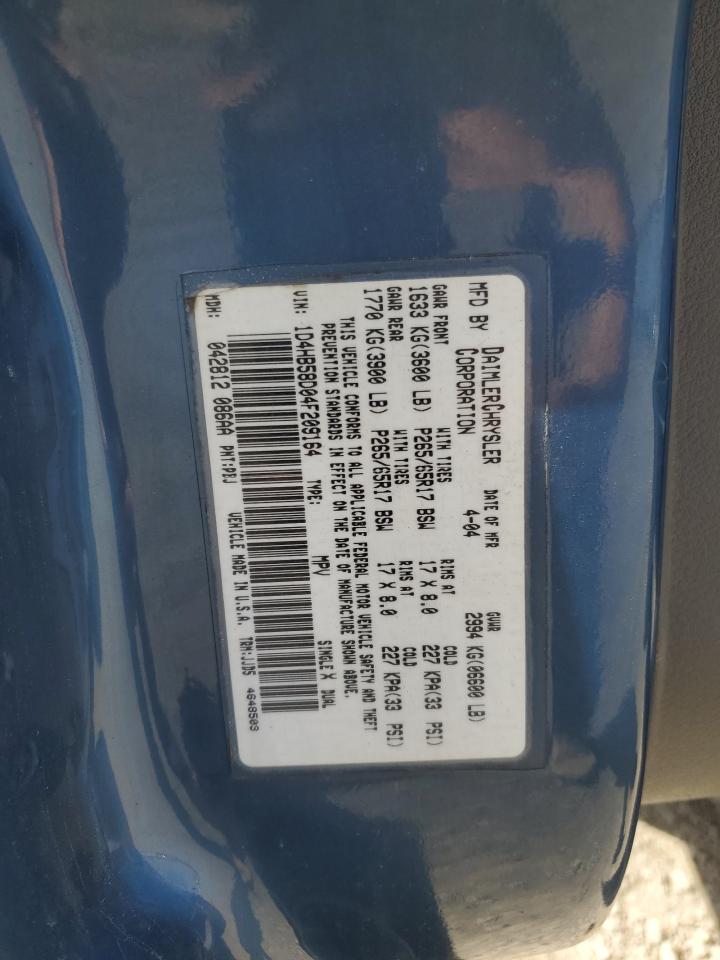 MFD BY DAIMLERCHRYSLER CORPORATION DATE OF MFR 4-04 GVWR 2994 KG(06600 LB)
GAWR FRONT WITH TIRES RIMS AT COLD
1633 KG(3600 LB) P265/65R17 BSW 17 X 8.0 227 KPA(33 PSI)
GAWR REAR WITH TIRES RIMS AT COLD
1770 KG(3900 LB) P265/65R17 BSW 17 X 8.0 227 KPA(33 PSI)
THIS VEHICLE CONFORMS TO ALL APPLICABLE FEDERAL MOTOR VEHICLE SAFETY AND THEFT
PREVENTION STANDARDS IN EFFECT ON THE DATE OF MANUFACTURE SHOWN ABOVE.
VIN: 1D4HB58D04F209164 TYPE: MPV SINGLE X DUAL
MDH: 042812 086AA PNT:PBJ VEHICLE MADE IN U.S.A. TRM:JJD5 4648503